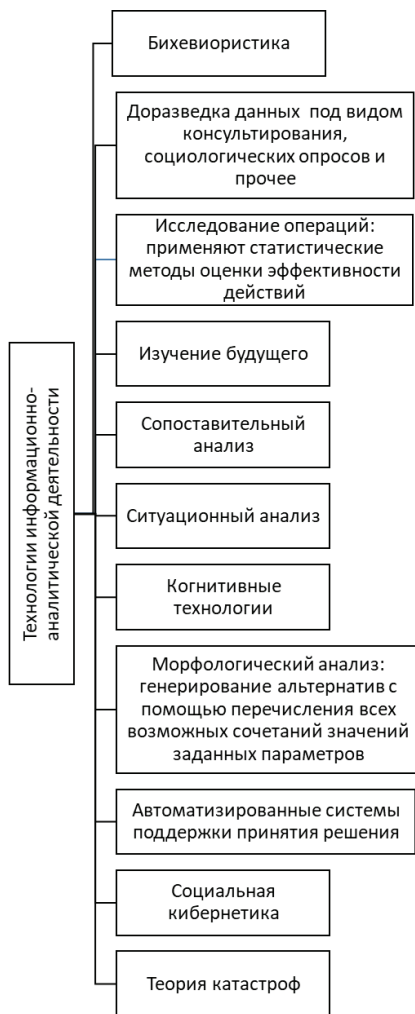 Технологии информационно-
аналитической деятельности
Бихевиористика
Доразведка данных под видом
консультирования,
социологических опросов и
прочее
Исследование операций:
применяют статистические
методы оценки эффективности
действий
Изучение будущего
Сопоставительный
анализ
Ситуационный анализ
Когнитивные
технологии
Морфологический анализ:
генерирование альтернатив с
помощью перечисления всех
возможных сочетаний значений
заданных параметров
Автоматизированные системы
поддержки принятия решения
Социальная
кибернетика
Теория катастроф